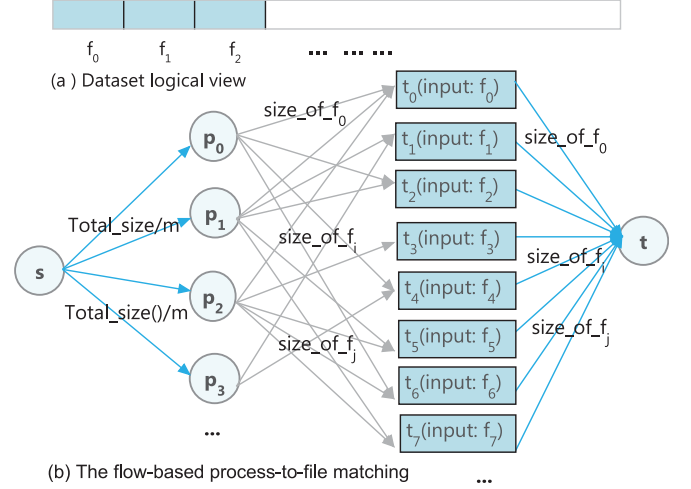 f₀ f₁ f₂ ... ... ...
(a) Dataset logical view
s
Total_size/m
Total_size()/m
p₀
p₁
p₂
p₃
...
size_of_f₀
size_of_fᵢ
size_of_fⱼ
t₀(input: f₀)
t₁(input: f₁)
t₂(input: f₂)
t₃(input: f₃)
t₄(input: f₄)
t₅(input: f₅)
t₆(input: f₆)
t₇(input: f₇)
...
size_of_f₀
size_of_fᵢ
size_of_fⱼ
t
(b) The flow-based process-to-file matching